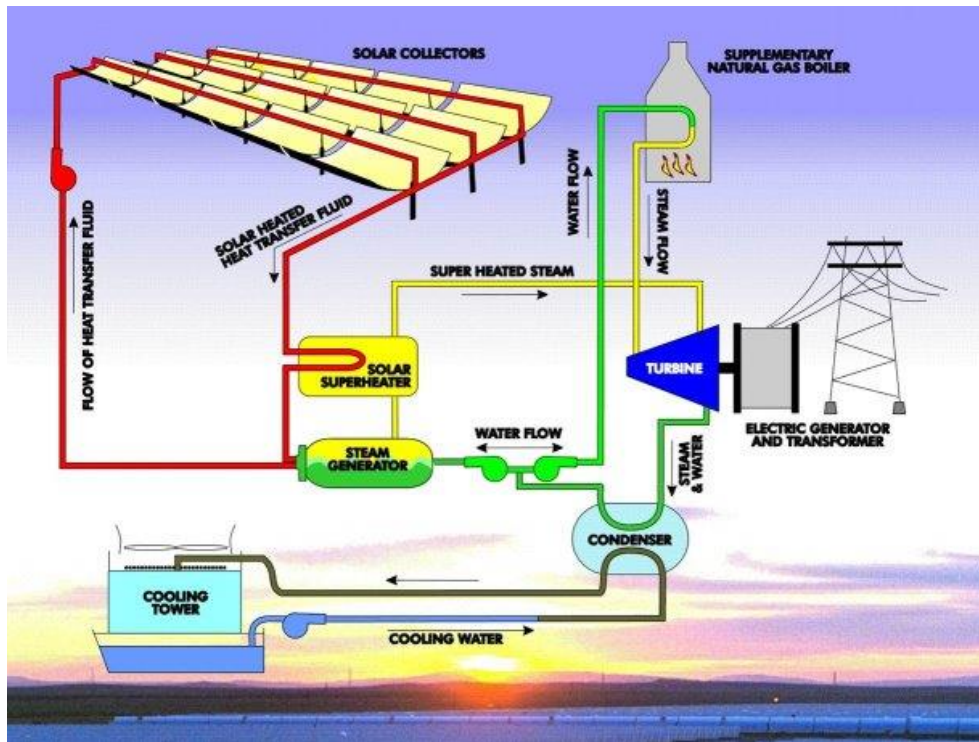 SOLAR COLLECTORS
SUPPLEMENTARY
NATURAL GAS BOILER
FLOW OF HEAT TRANSFER FLUID
SOLAR HEATED
HEAT TRANSFER FLUID
WATER FLOW
STEAM FLOW
SUPER HEATED STEAM
SOLAR
SUPERHEATER
TURBINE
ELECTRIC GENERATOR
AND TRANSFORMER
STEAM
GENERATOR
WATER FLOW
STEAM
& WATER
CONDENSER
COOLING
TOWER
COOLING WATER